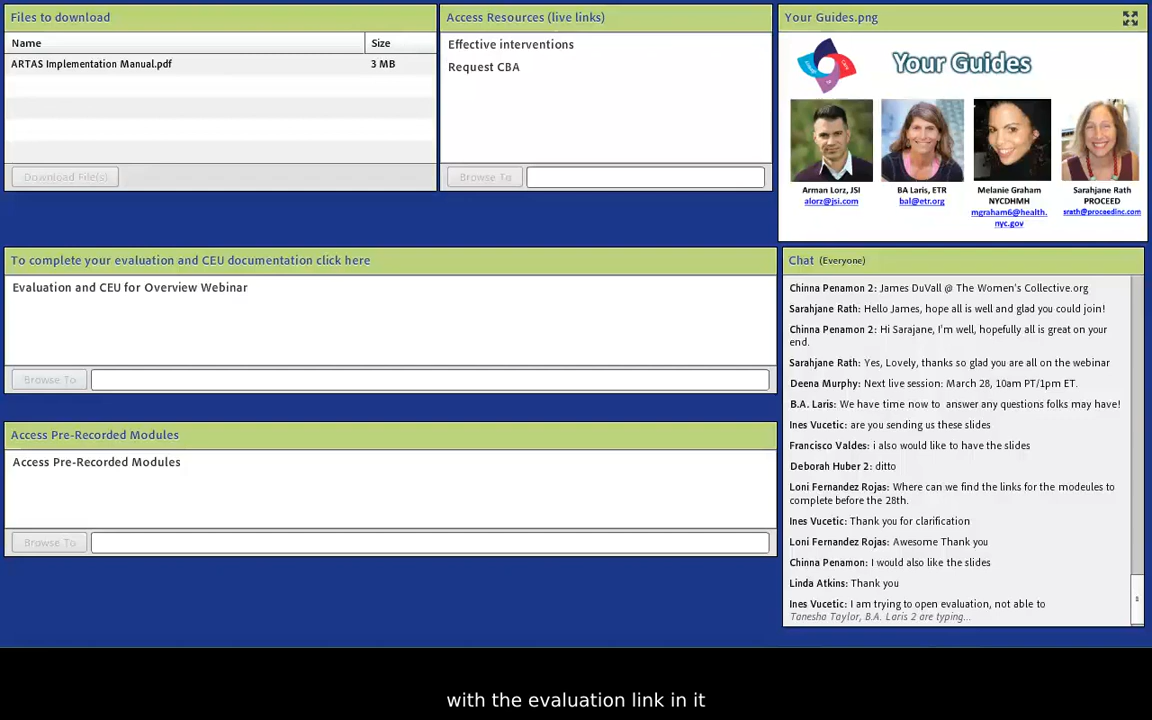 Files to download
Name Size
ARTAS Implementation Manual.pdf 3 MB
Download File(s)
Access Resources (live links)
Effective interventions
Request CBA
Browse To
Your Guides.png
Your Guides
Arman Lorz, JSI
alorz@jsi.com
BA Laris, ETR
bal@etr.org
Melanie Graham
NYCDHMH
mgraham6@health.
nyc.gov
Sarahjane Rath
PROCEED
srath@proceedinc.com
To complete your evaluation and CEU documentation click here
Evaluation and CEU for Overview Webinar
Browse To
Access Pre-Recorded Modules
Access Pre-Recorded Modules
Browse To
Chat (Everyone)
Chinna Penamon 2: James DuVall @ The Women's Collective.org
Sarahjane Rath: Hello James, hope all is well and glad you could join!
Chinna Penamon 2: Hi Sarajane, I'm well, hopefully all is great on your
end.
Sarahjane Rath: Yes, Lovely, thanks so glad you are all on the webinar
Deena Murphy: Next live session: March 28, 10am PT/1pm ET.
B.A. Laris: We have time now to answer any questions folks may have!
Ines Vucetic: are you sending us these slides
Francisco Valdes: i also would like to have the slides
Deborah Huber 2: ditto
Loni Fernandez Rojas: Where can we find the links for the modeules to
complete before the 28th.
Ines Vucetic: Thank you for clarification
Loni Fernandez Rojas: Awesome Thank you
Chinna Penamon: I would also like the slides
Linda Atkins: Thank you
Ines Vucetic: I am trying to open evaluation, not able to
Tanesha Taylor, B.A. Laris 2 are typing...
with the evaluation link in it